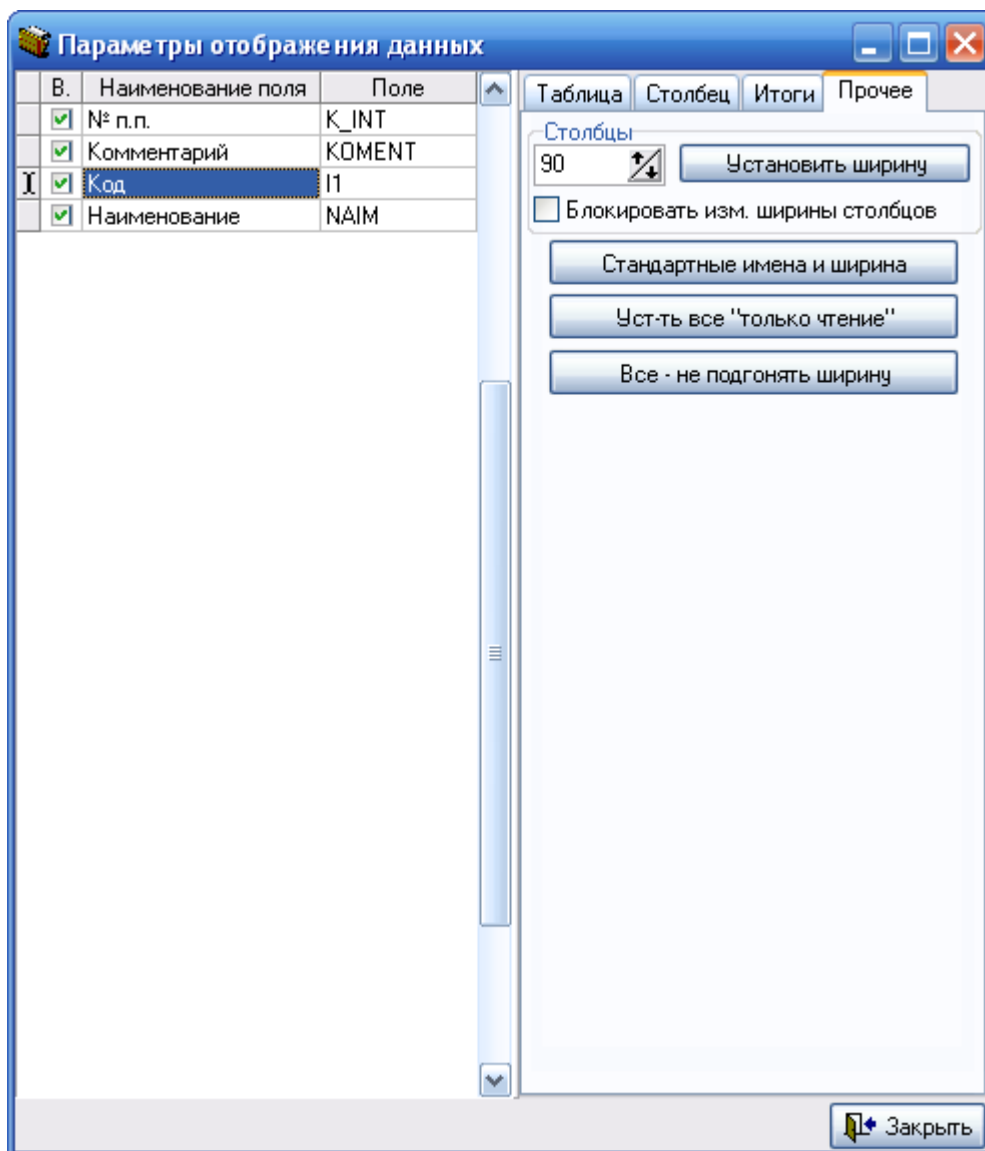 Параметры отображения данных
В. Наименование поля Поле
№ п.п. K_INT
Комментарий KOMENT
Код I1
Наименование NAIM
Таблица Столбец Итоги Прочее
Столбцы
90 Установить ширину
Блокировать изм. ширины столбцов
Стандартные имена и ширина
Уст-ть все "только чтение"
Все - не подгонять ширину
Закрыть